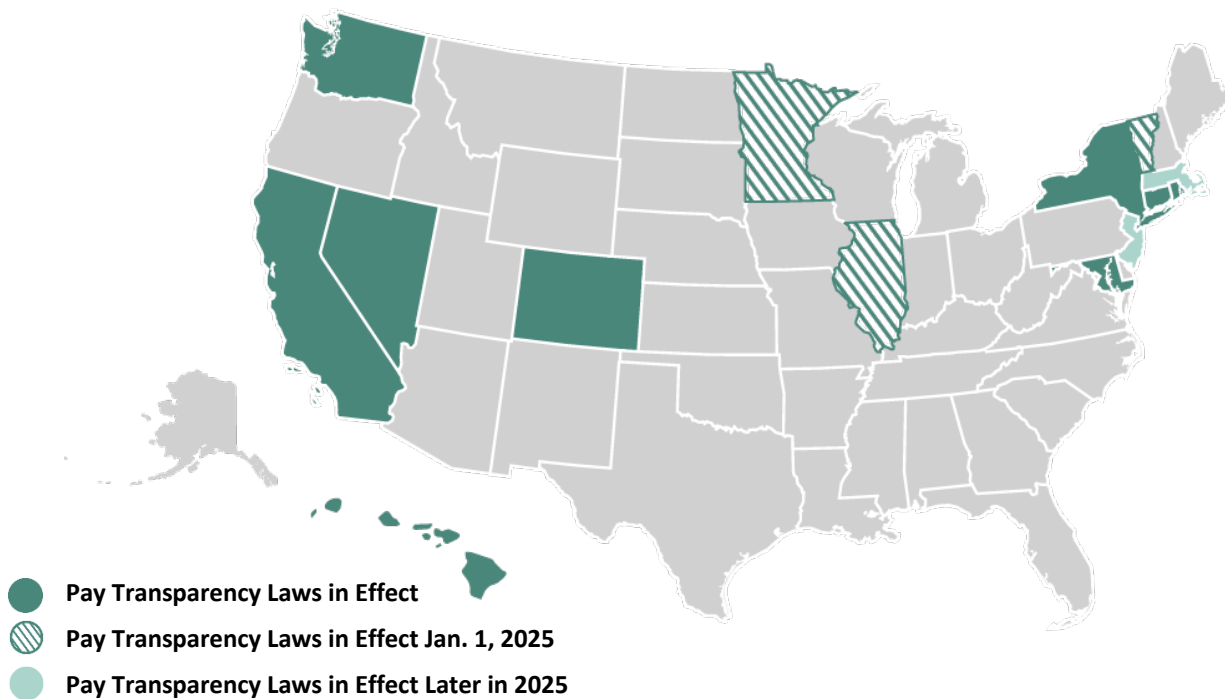 Pay Transparency Laws in Effect
Pay Transparency Laws in Effect Jan. 1, 2025
Pay Transparency Laws in Effect Later in 2025